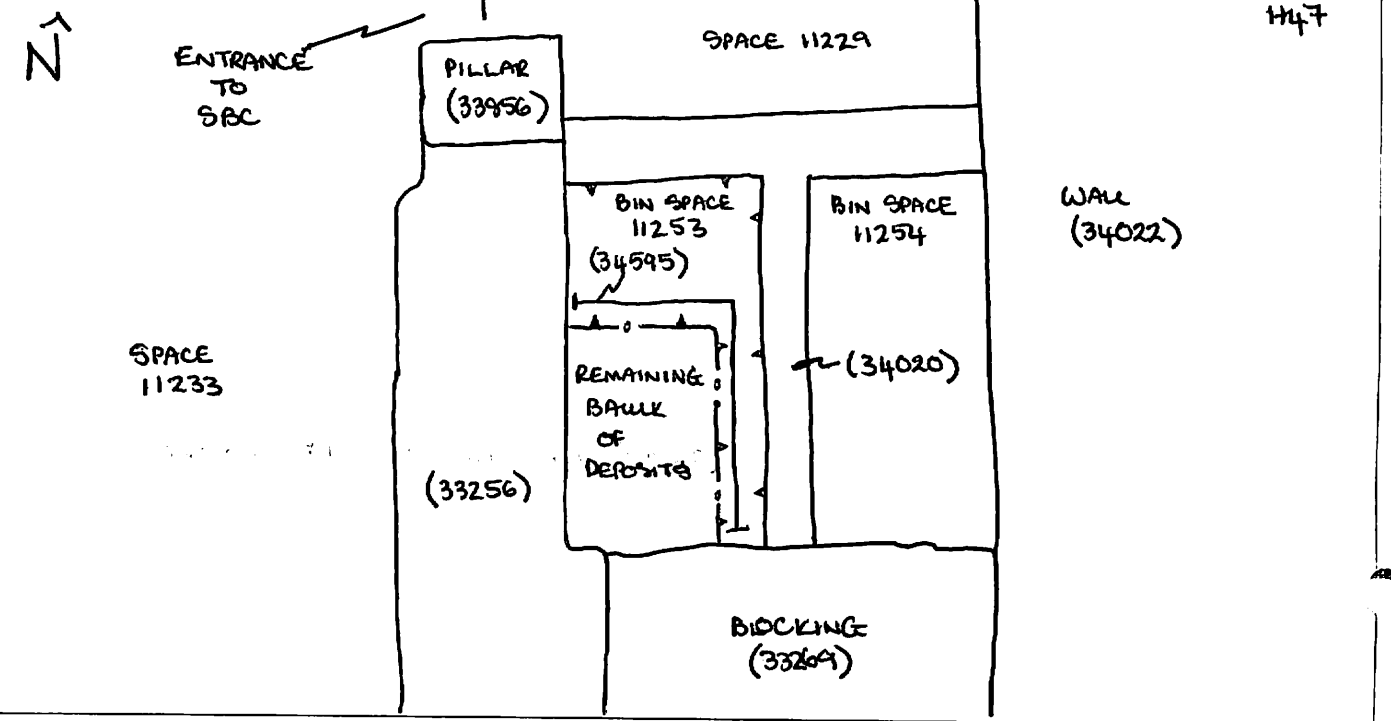 N
1447
ENTRANCE
TO
SBC
PILLAR
(33956)
SPACE 11229
BIN SPACE
11253
(34595)
BIN SPACE
11254
WALL
(34022)
SPACE
11233
REMAINING
BAULK
OF
DEPOSITS
(34020)
(33256)
BLOCKING
(33269)